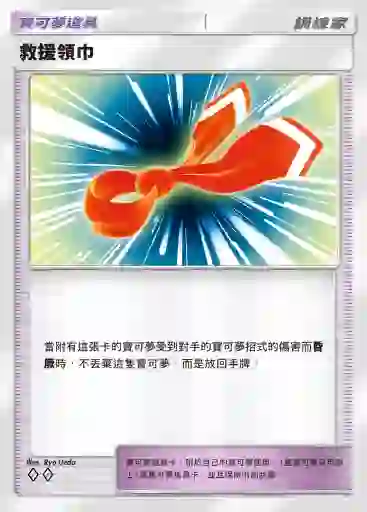 寶可夢道具
訓練家
救援領巾
當附有這張卡的寶可夢受到對手的寶可夢招式的傷害而昏
厥時，不丟棄這隻寶可夢，而是放回手牌。
Illus. Ryo Ueda